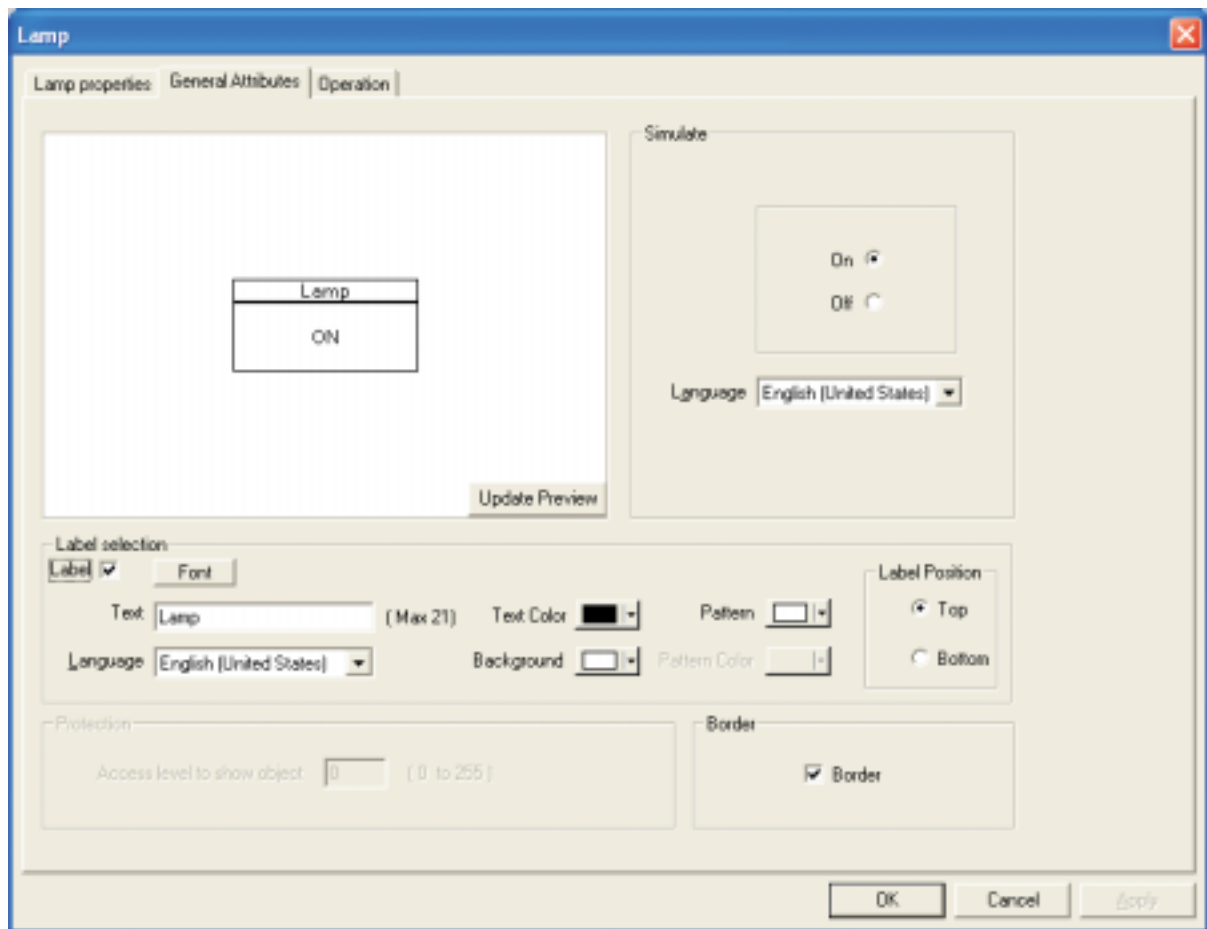 Lamp
Lamp properties General Attributes Operation
Simulate
Lamp
ON
On
Off
Language English (United States)
Update Preview
Label selection
Label Font
Text Lamp ( Max 21) Text Color Pattern
Language English (United States) Background Pattern Color
Label Position
Top
Bottom
Protection
Access level to show object 0 ( 0 to 255 )
Border
Border
OK Cancel Apply